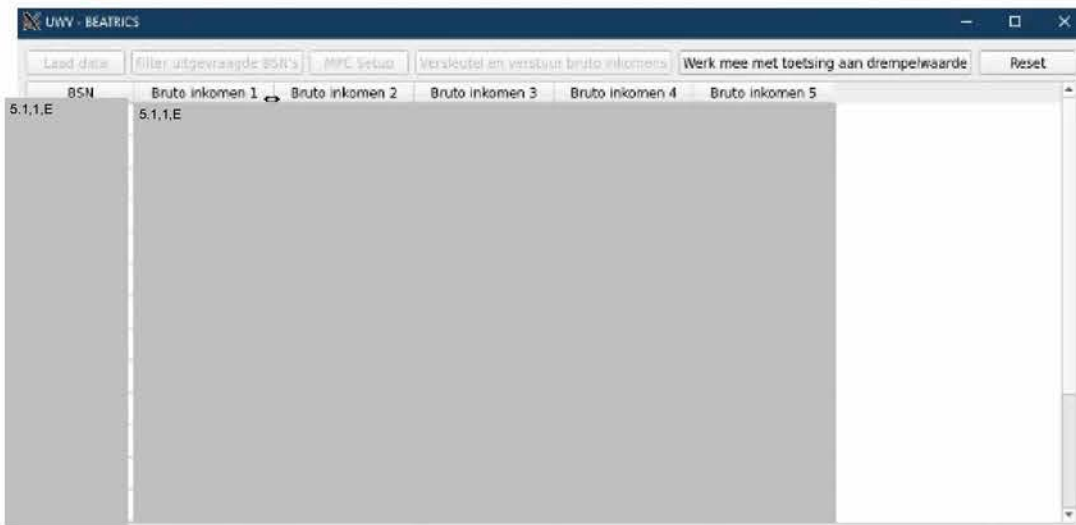 UWV - BEATRICS
Laad data Filter uitgevraagde BSN's MPC Setup Versleutel en verstuur bruto inkomens Werk mee met toetsing aan drempelwaarde Reset
BSN Bruto inkomen 1 Bruto inkomen 2 Bruto inkomen 3 Bruto inkomen 4 Bruto inkomen 5
5.1,1,E 5.1,1,E